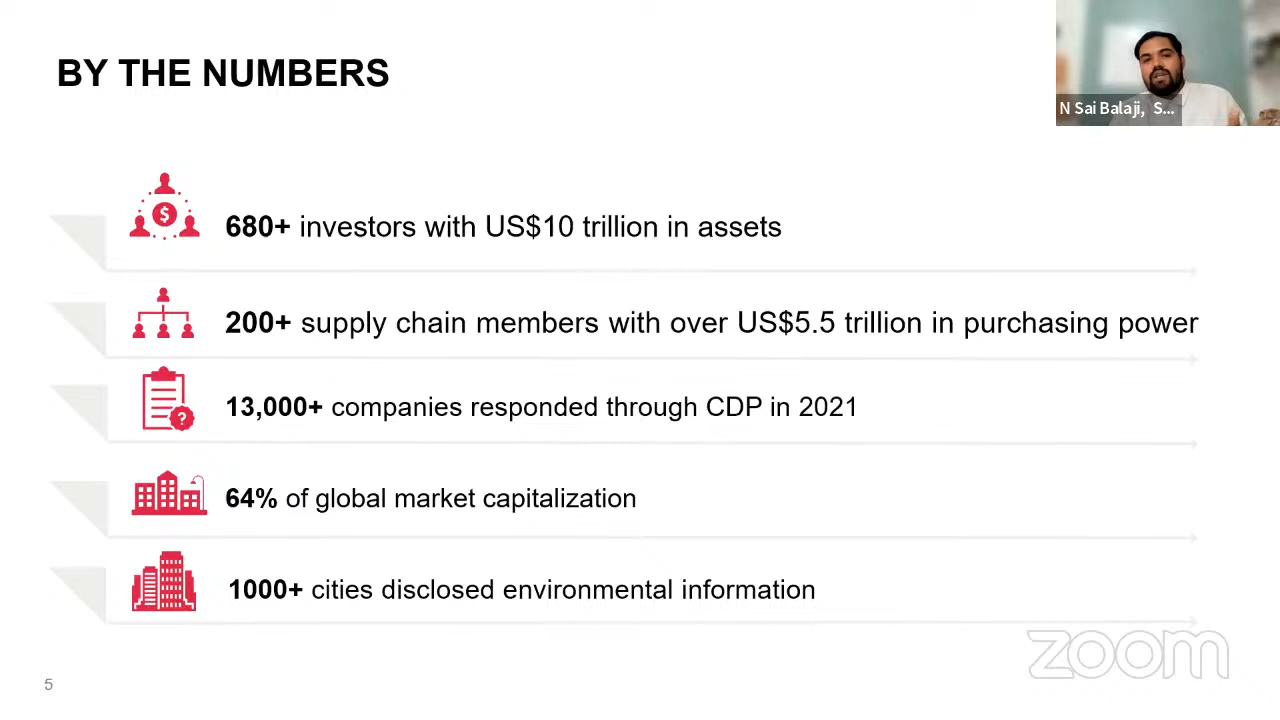 BY THE NUMBERS
N Sai Balaji, S...
$
680+ investors with US$10 trillion in assets
200+ supply chain members with over US$5.5 trillion in purchasing power
?
13,000+ companies responded through CDP in 2021
64% of global market capitalization
1000+ cities disclosed environmental information
zoom
5